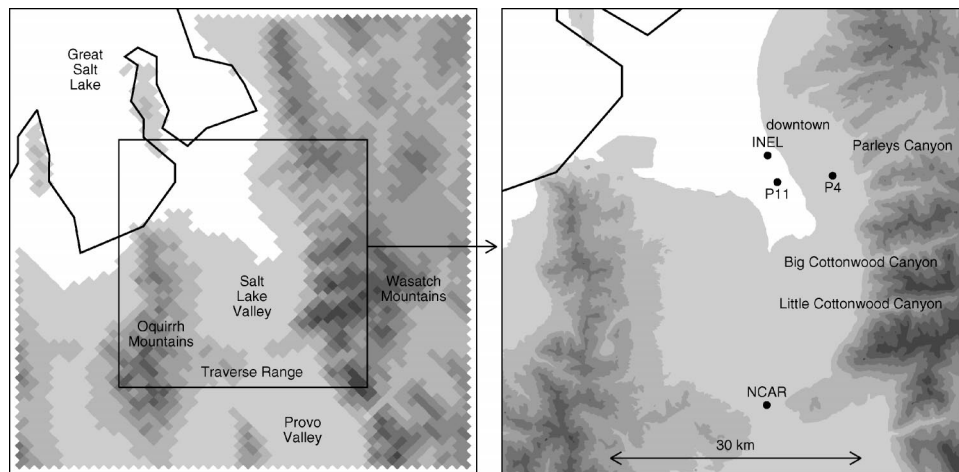 Great
Salt
Lake
Salt
Lake
Valley
Wasatch
Mountains
Oquirrh
Mountains
Traverse Range
Provo
Valley
downtown
INEL
Parleys Canyon
P11
P4
Big Cottonwood Canyon
Little Cottonwood Canyon
NCAR
30 km